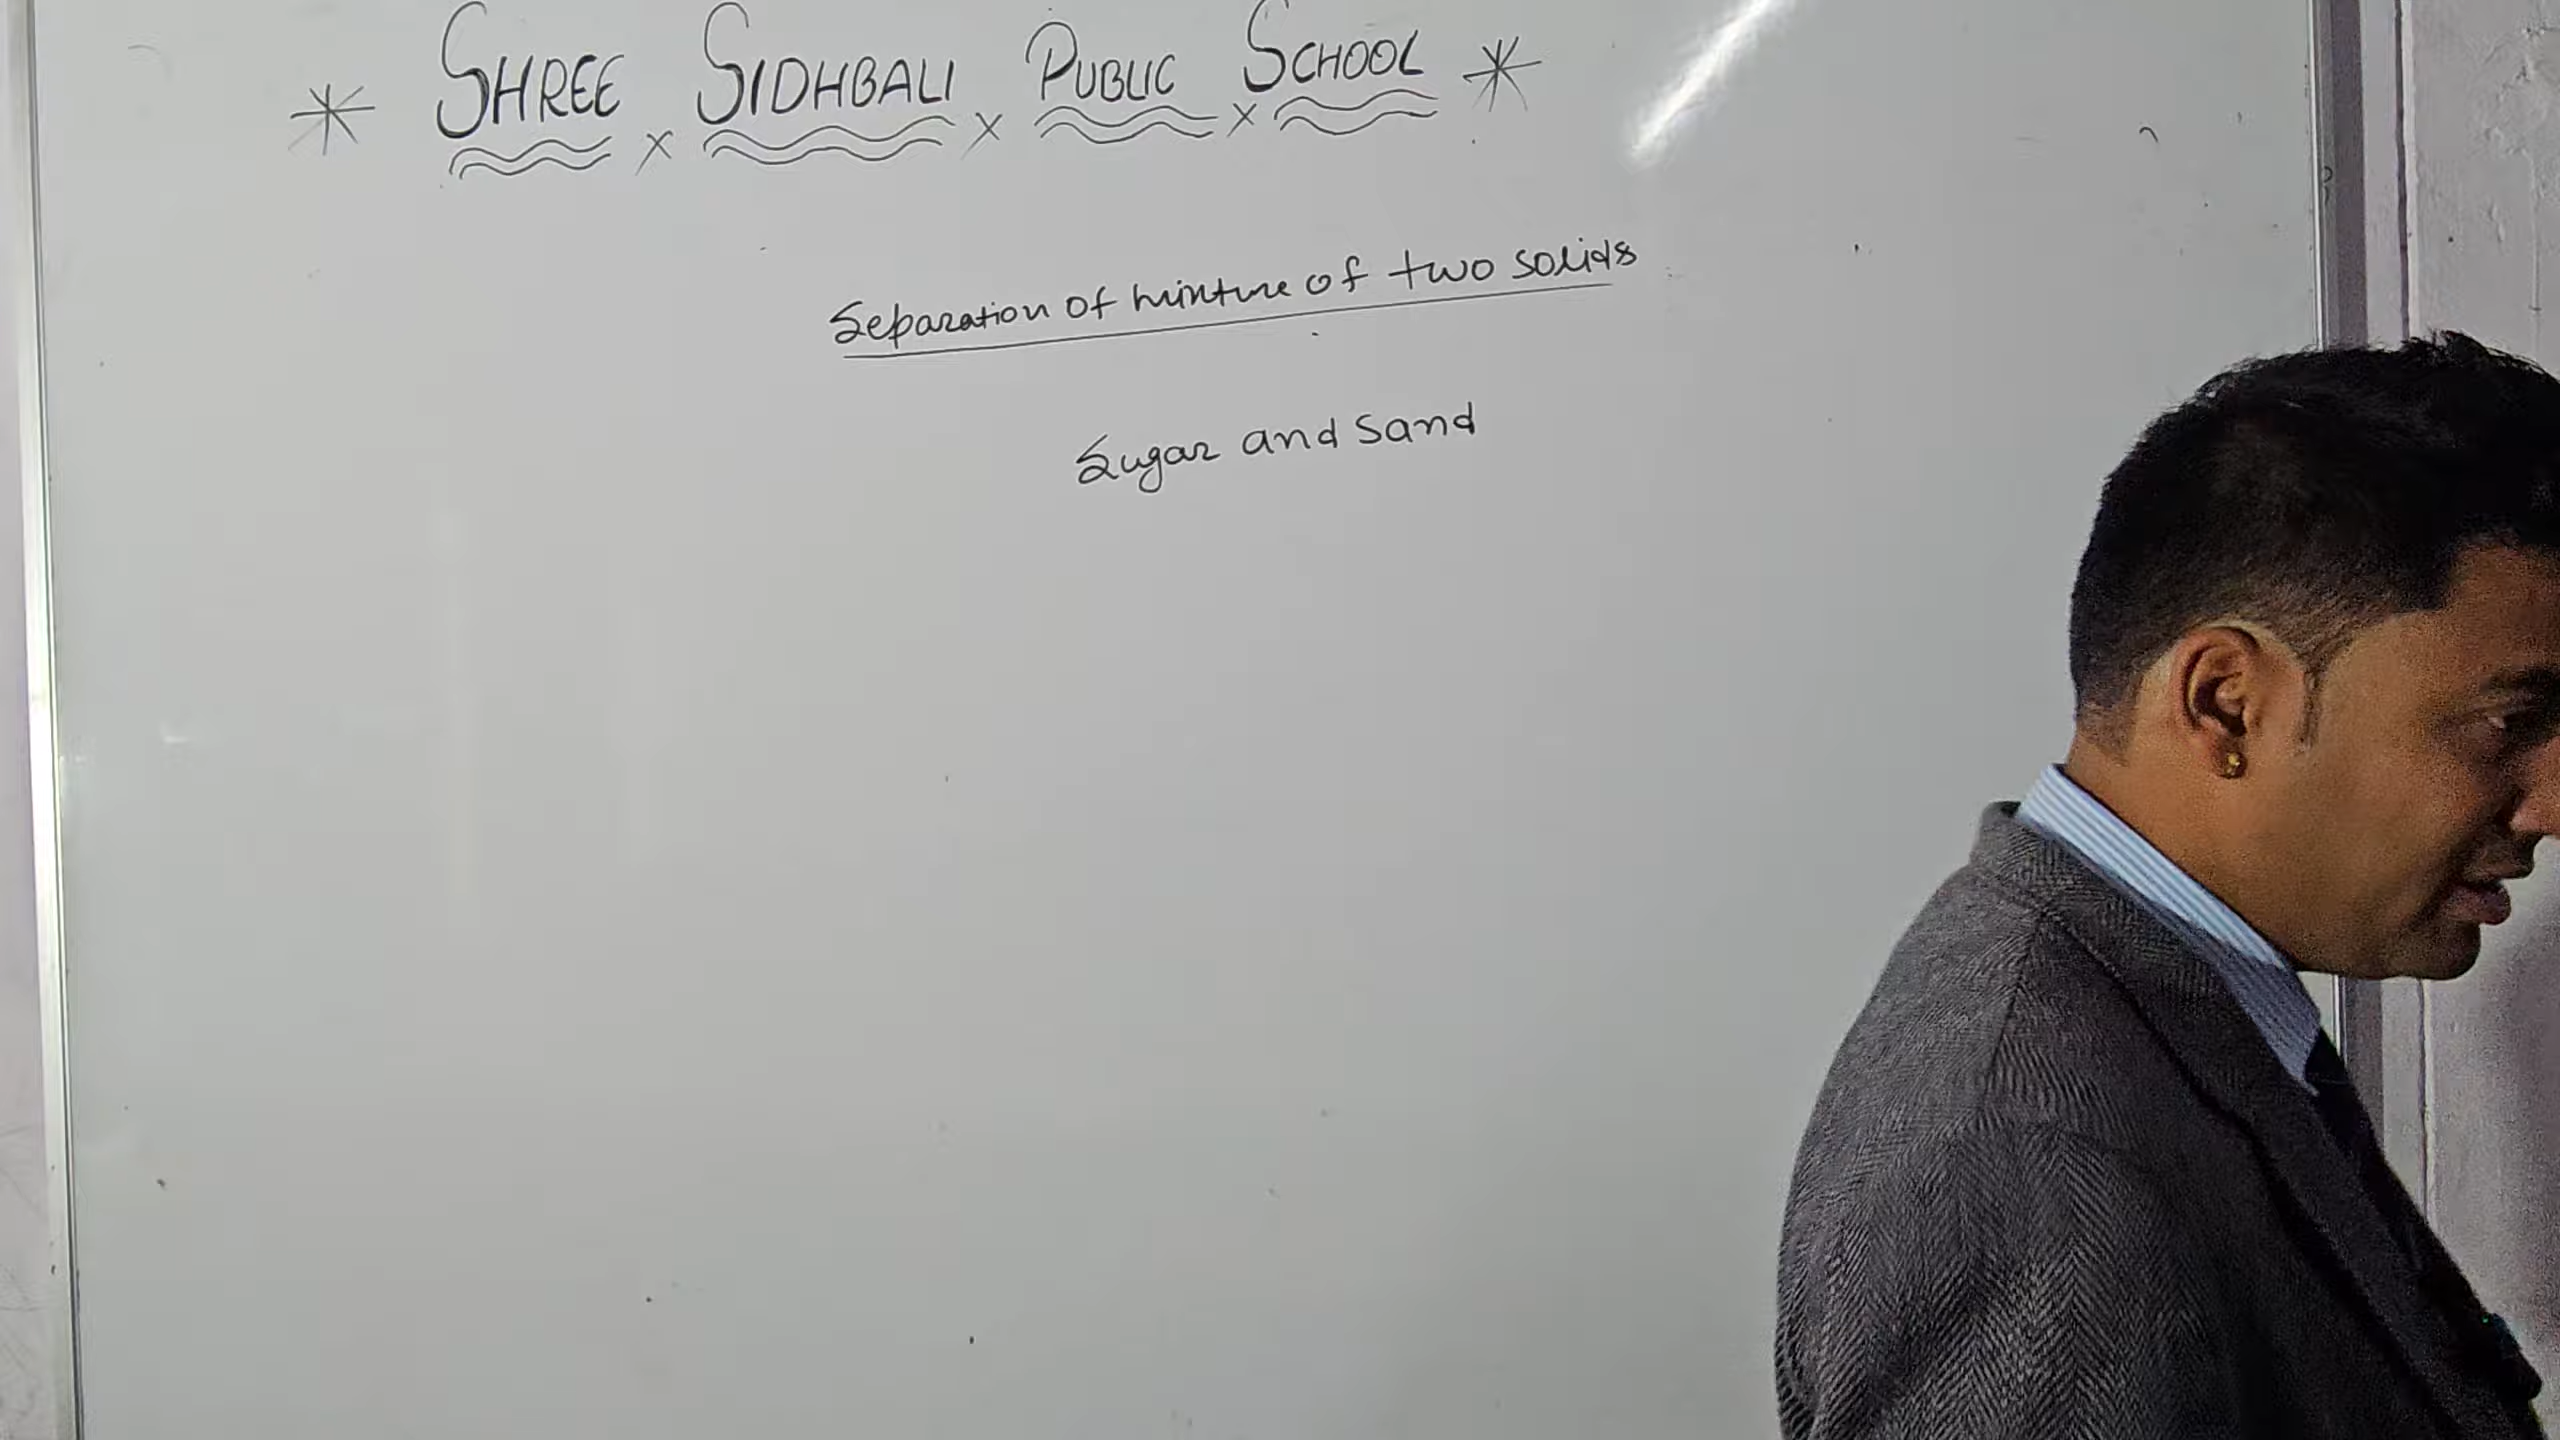 * SHREE SIDHBALI PUBLIC SCHOOL *
Separation of mixture of two solids
Sugar and Sand